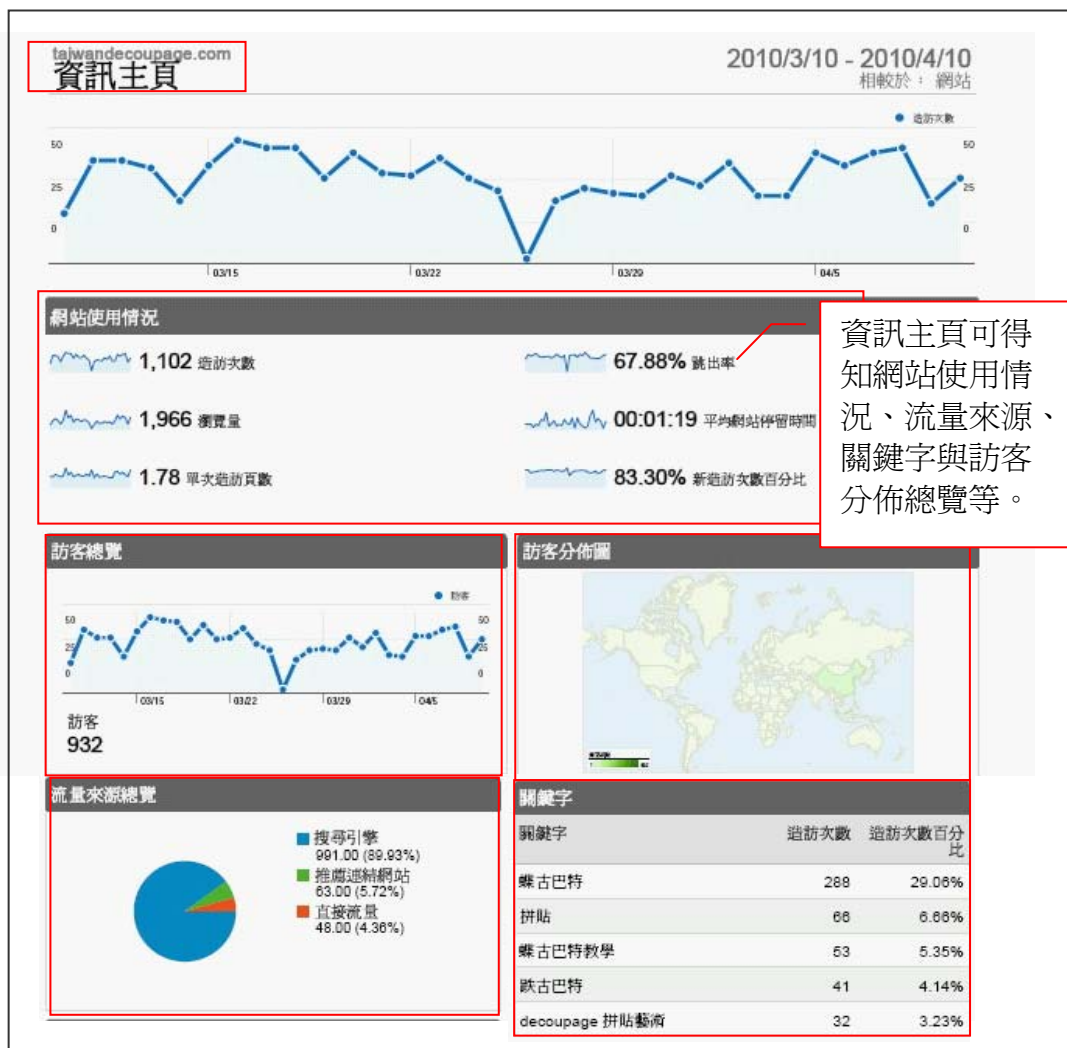 taiwandecoupage.com
資訊主頁
2010/3/10 - 2010/4/10
相較於： 網站
造訪次數
50
50
25
25
0
0
03/15
03/22
03/29
04/5
網站使用情況
1,102 造訪次數
67.88% 跳出率
1,966 瀏覽量
00:01:19 平均網站停留時間
1.78 單次造訪頁數
83.30% 新造訪次數百分比
資訊主頁可得
知網站使用情
況、流量來源、
關鍵字與訪客
分佈總覽等。
訪客總覽
訪客
50
50
25
25
0
0
03/15
03/22
03/29
04/5
訪客
932
訪客分佈圖
流量來源總覽
搜尋引擎
991.00 (89.93%)
推薦連結網站
63.00 (5.72%)
直接流量
48.00 (4.36%)
關鍵字
關鍵字 造訪次數 造訪次數百分
比
蝶古巴特 288 29.06%
拼貼 66 6.66%
蝶古巴特教學 53 5.35%
跌古巴特 41 4.14%
decoupage 拼貼藝術 32 3.23%